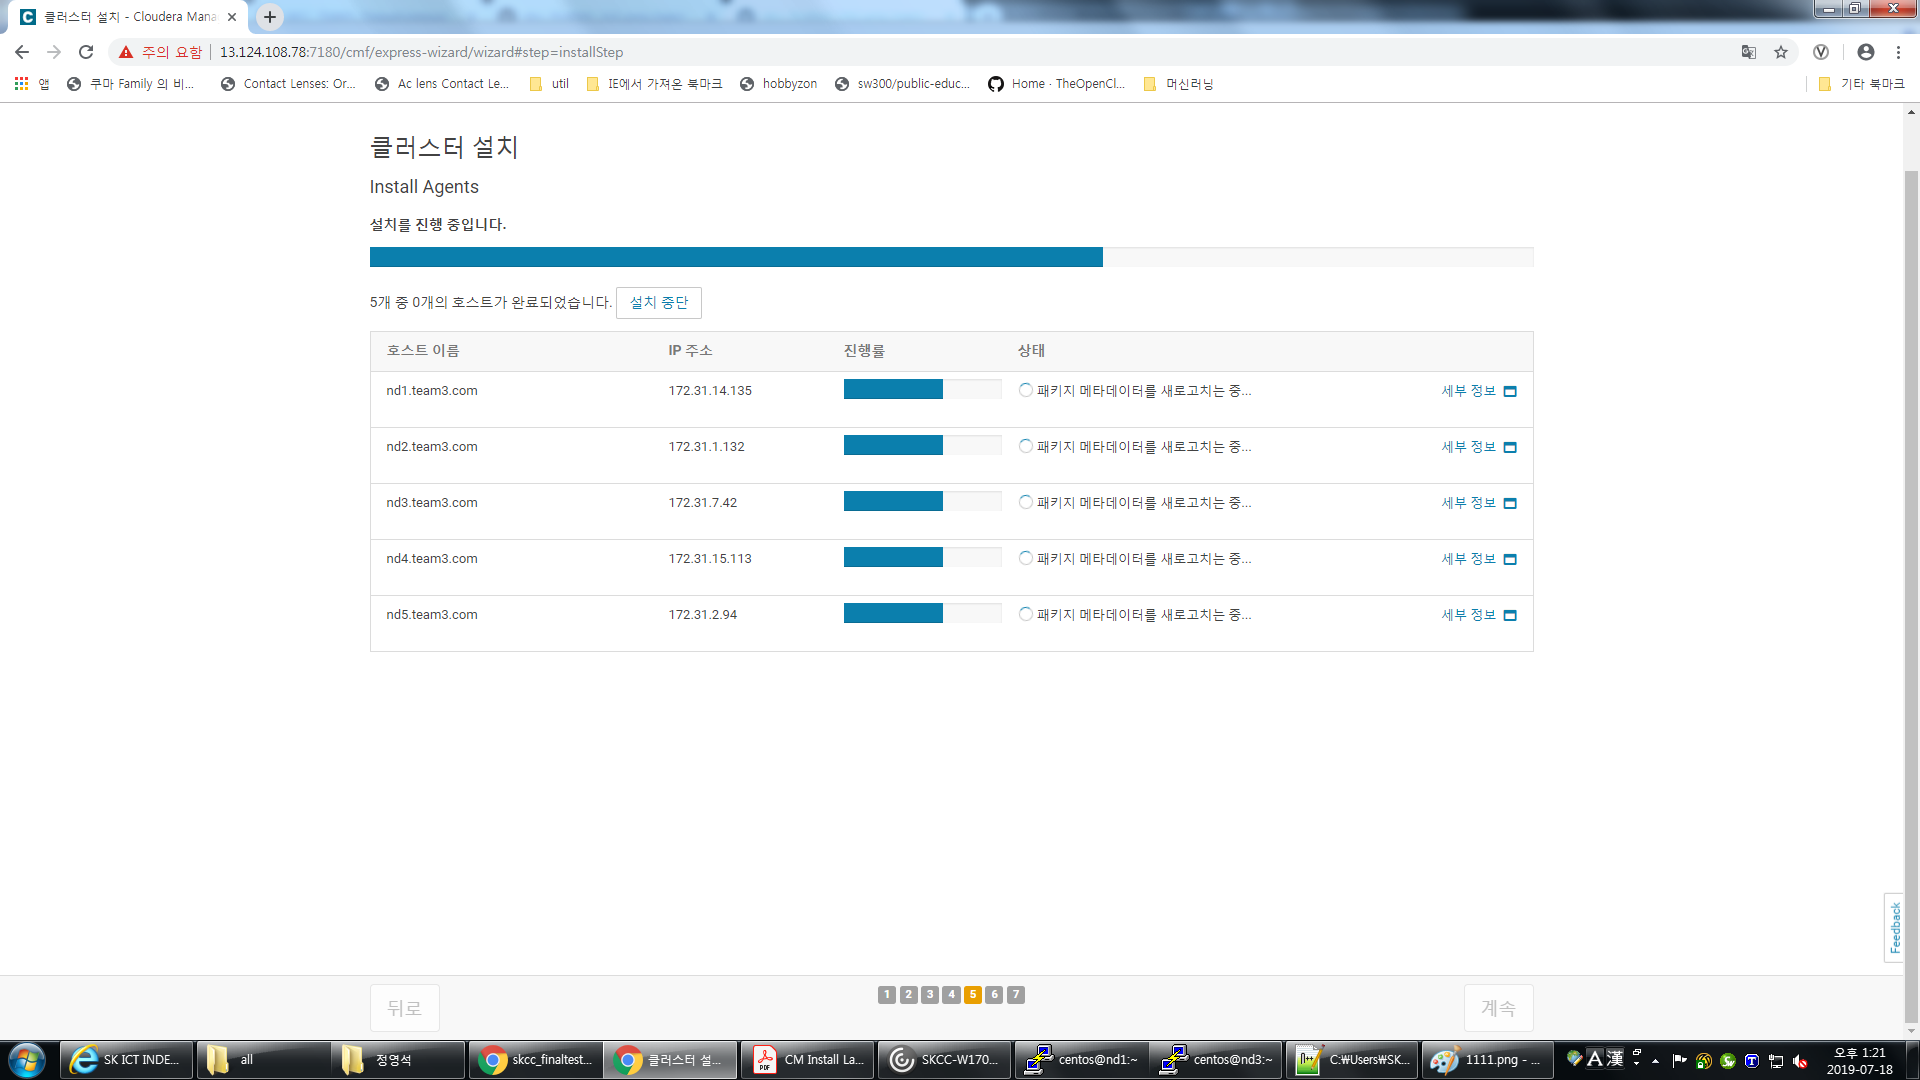 클러스터 설치 - Cloudera Mana
주의 요함 13.124.108.78:7180/cmf/express-wizard/wizard#step=installStep
앱 쿠마 Family 의 비... Contact Lenses: Or... Ac lens Contact Le... util IE에서 가져온 북마크 hobbyzon sw300/public-educ... Home · TheOpenCl... 머신러닝 기타 북마크
클러스터 설치
Install Agents
설치를 진행 중입니다.
5개 중 0개의 호스트가 완료되었습니다. 설치 중단
호스트 이름 IP 주소 진행률 상태
nd1.team3.com 172.31.14.135 패키지 메타데이터를 새로고치는 중... 세부 정보
nd2.team3.com 172.31.1.132 패키지 메타데이터를 새로고치는 중... 세부 정보
nd3.team3.com 172.31.7.42 패키지 메타데이터를 새로고치는 중... 세부 정보
nd4.team3.com 172.31.15.113 패키지 메타데이터를 새로고치는 중... 세부 정보
nd5.team3.com 172.31.2.94 패키지 메타데이터를 새로고치는 중... 세부 정보
Feedback
뒤로 1 2 3 4 5 6 7 계속
SK ICT INDE... all 정영석 skcc_finaltest... 클러스터 설... CM Install La... SKCC-W170... centos@nd1:~ centos@nd3:~ C:₩Users₩SK... 1111.png - ... A 漢 오후 1:21
2019-07-18